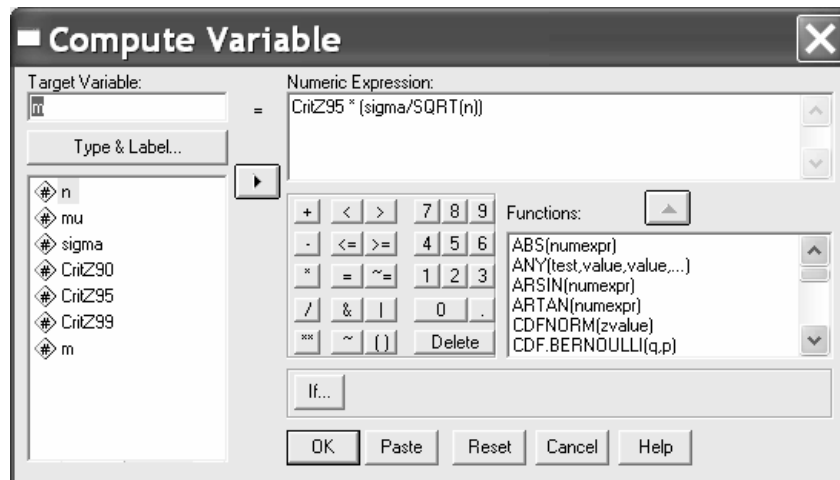 Compute Variable
Target Variable:
m
Type & Label...
n
mu
sigma
CritZ90
CritZ95
CritZ99
m
=
Numeric Expression:
CritZ95 * (sigma/SQRT(n))
+ < > 7 8 9
- <= >= 4 5 6
* = ~= 1 2 3
/ & | 0 .
** ~ ( ) Delete
Functions:
ABS(numexpr)
ANY(test,value,value,...)
ARSIN(numexpr)
ARTAN(numexpr)
CDFNORM(zvalue)
CDF.BERNOULLI(q,p)
If...
OK Paste Reset Cancel Help